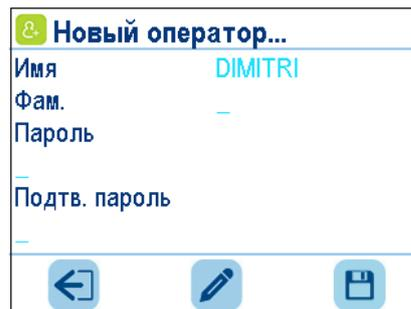 Новый оператор...
Имя DIMITRI
Фам. _
Пароль
_
Подтв. пароль
_